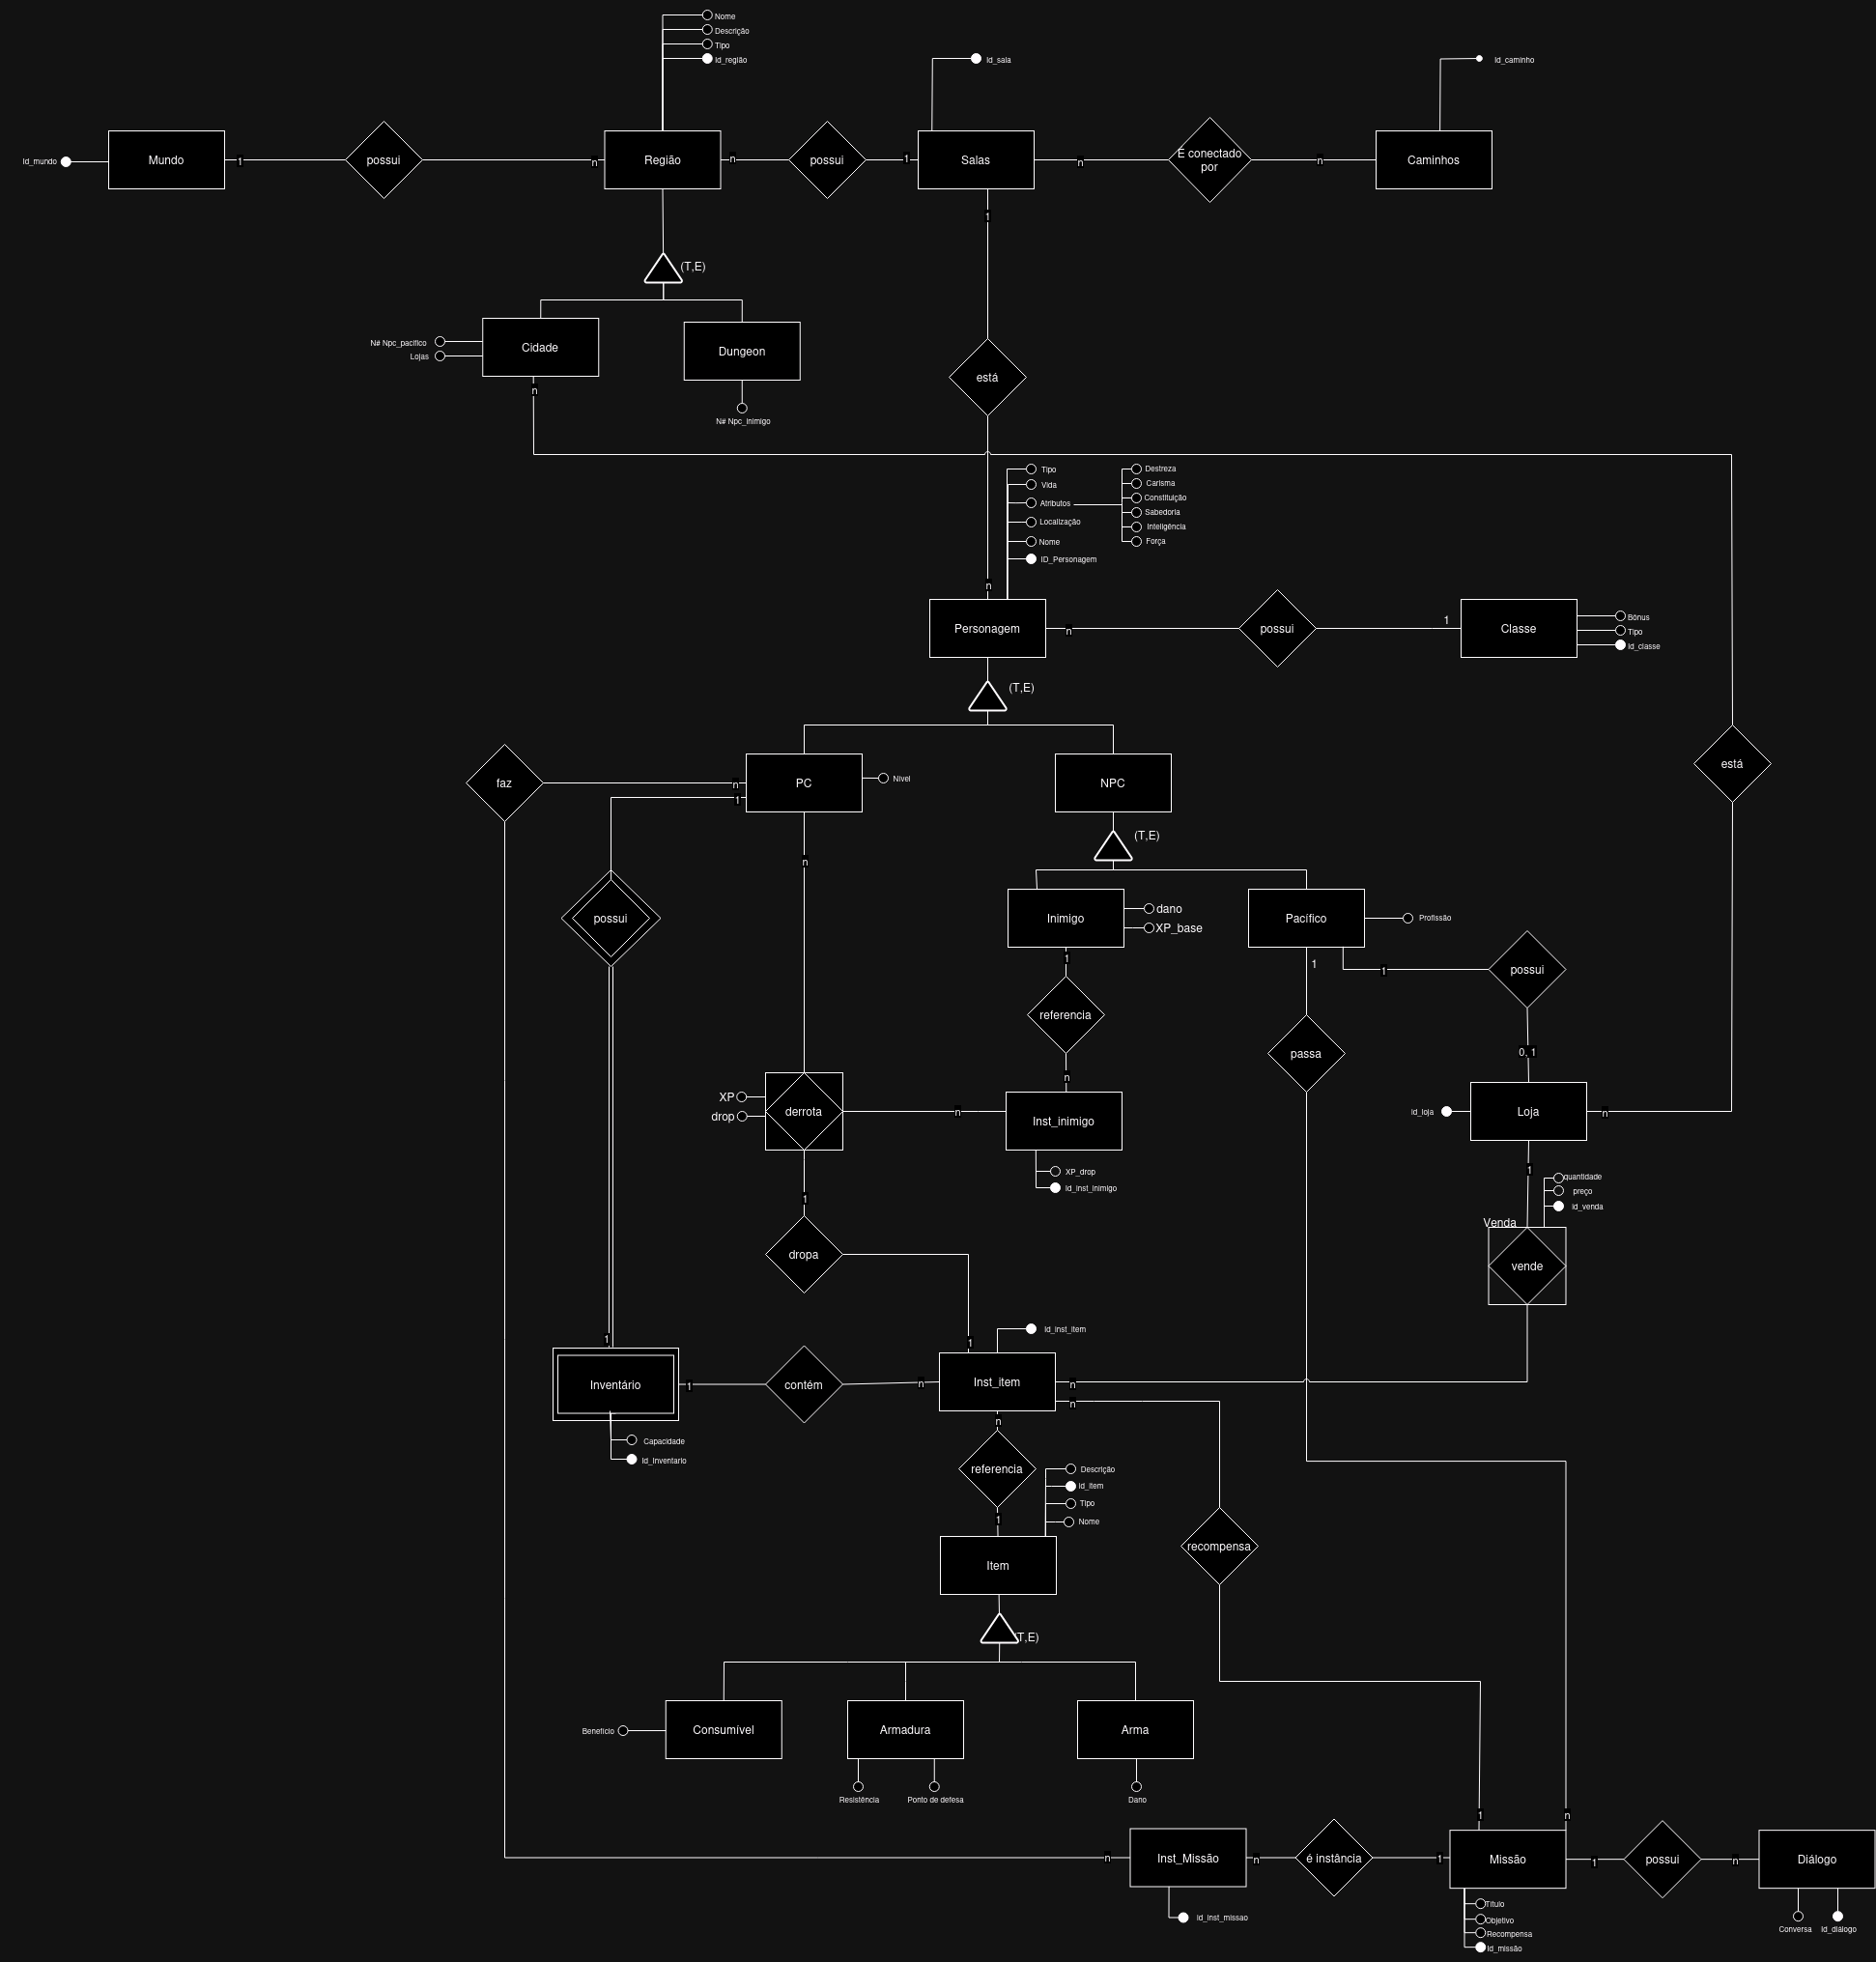 Nome
Descrição
Tipo
Id_região
Id_sala
Id_caminho
Id_mundo
Mundo
1
possui
n
Região
n
possui
1
Salas
n
É conectado
por
n
Caminhos
1
(T,E)
N# Npc_pacífico
Lojas
Cidade
Dungeon
n
N# Npc_inimigo
está
Tipo
Vida
Atributos
Localização
Nome
ID_Personagem
Destreza
Carisma
Constituição
Sabedoria
Inteligência
Força
n
Personagem
n
possui
1
Classe
Bônus
Tipo
Id_classe
(T,E)
faz
n
1
PC
Nível
NPC
está
(T,E)
n
possui
Inimigo
dano
XP_base
Pacífico
Profissão
1
1
1
possui
referencia
passa
0, 1
n
XP
drop
derrota
n
Inst_inimigo
Id_loja
Loja
n
XP_drop
Id_inst_inimigo
1
quantidade
preço
Id_venda
1
Venda
dropa
vende
1
1
Id_inst_item
Inventário
1
contém
n
Inst_item
n
n
n
Capacidade
Id_inventario
referencia
Descrição
Id_item
Tipo
Nome
1
recompensa
Item
(T,E)
Benefício
Consumível
Armadura
Arma
Resistência
Ponto de defesa
Dano
1
n
n
Inst_Missão
n
é instância
1
Missão
1
possui
n
Diálogo
Id_inst_missao
Título
Objetivo
Recompensa
Id_missão
Conversa
Id_diálogo